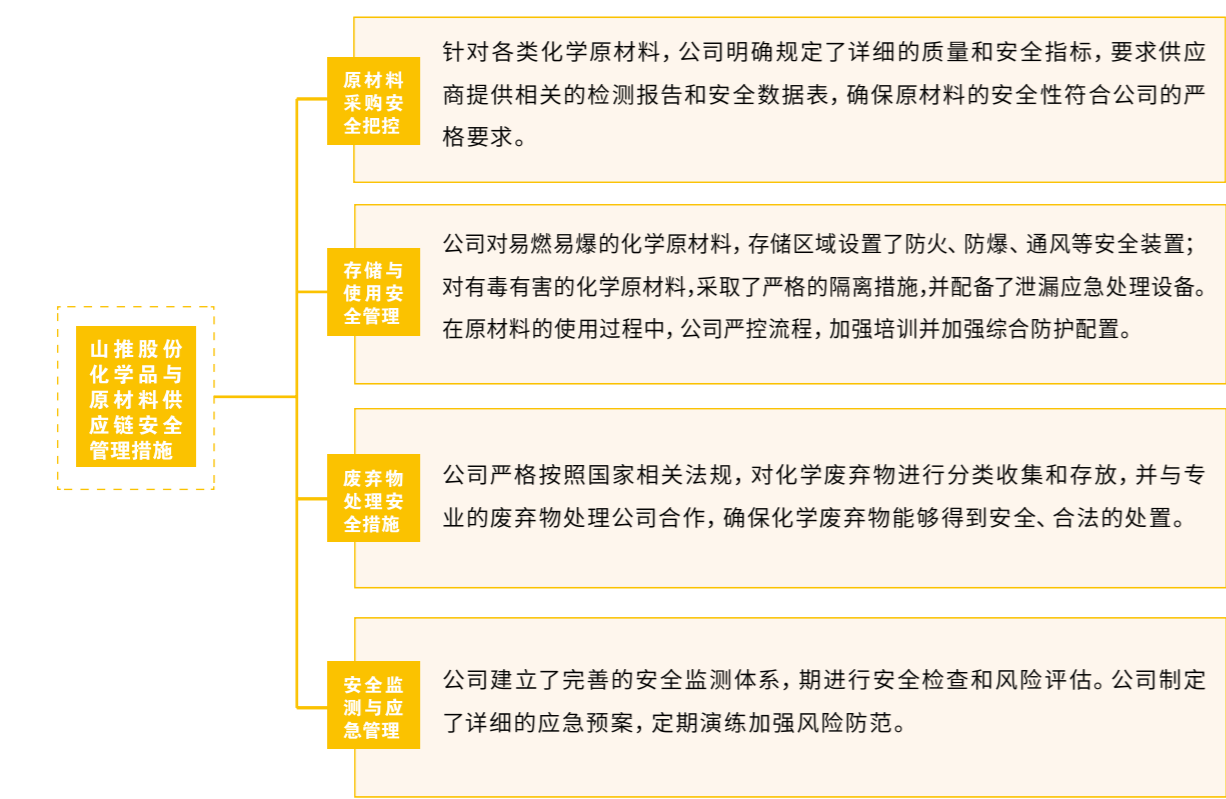 山推股份
化学品与
原材料供
应链安全
管理措施
原材料
采购安
全把控
针对各类化学原材料，公司明确规定了详细的质量和安全指标，要求供应
商提供相关的检测报告和安全数据表，确保原材料的安全性符合公司的严
格要求。
存储与
使用安
全管理
公司对易燃易爆的化学原材料，存储区域设置了防火、防爆、通风等安全装置；
对有毒有害的化学原材料，采取了严格的隔离措施，并配备了泄漏应急处理设备。
在原材料的使用过程中，公司严控流程，加强培训并加强综合防护配置。
废弃物
处理安
全措施
公司严格按照国家相关法规，对化学废弃物进行分类收集和存放，并与专
业的废弃物处理公司合作，确保化学废弃物能够得到安全、合法的处置。
安全监
测与应
急管理
公司建立了完善的安全监测体系，期进行安全检查和风险评估。公司制定
了详细的应急预案，定期演练加强风险防范。